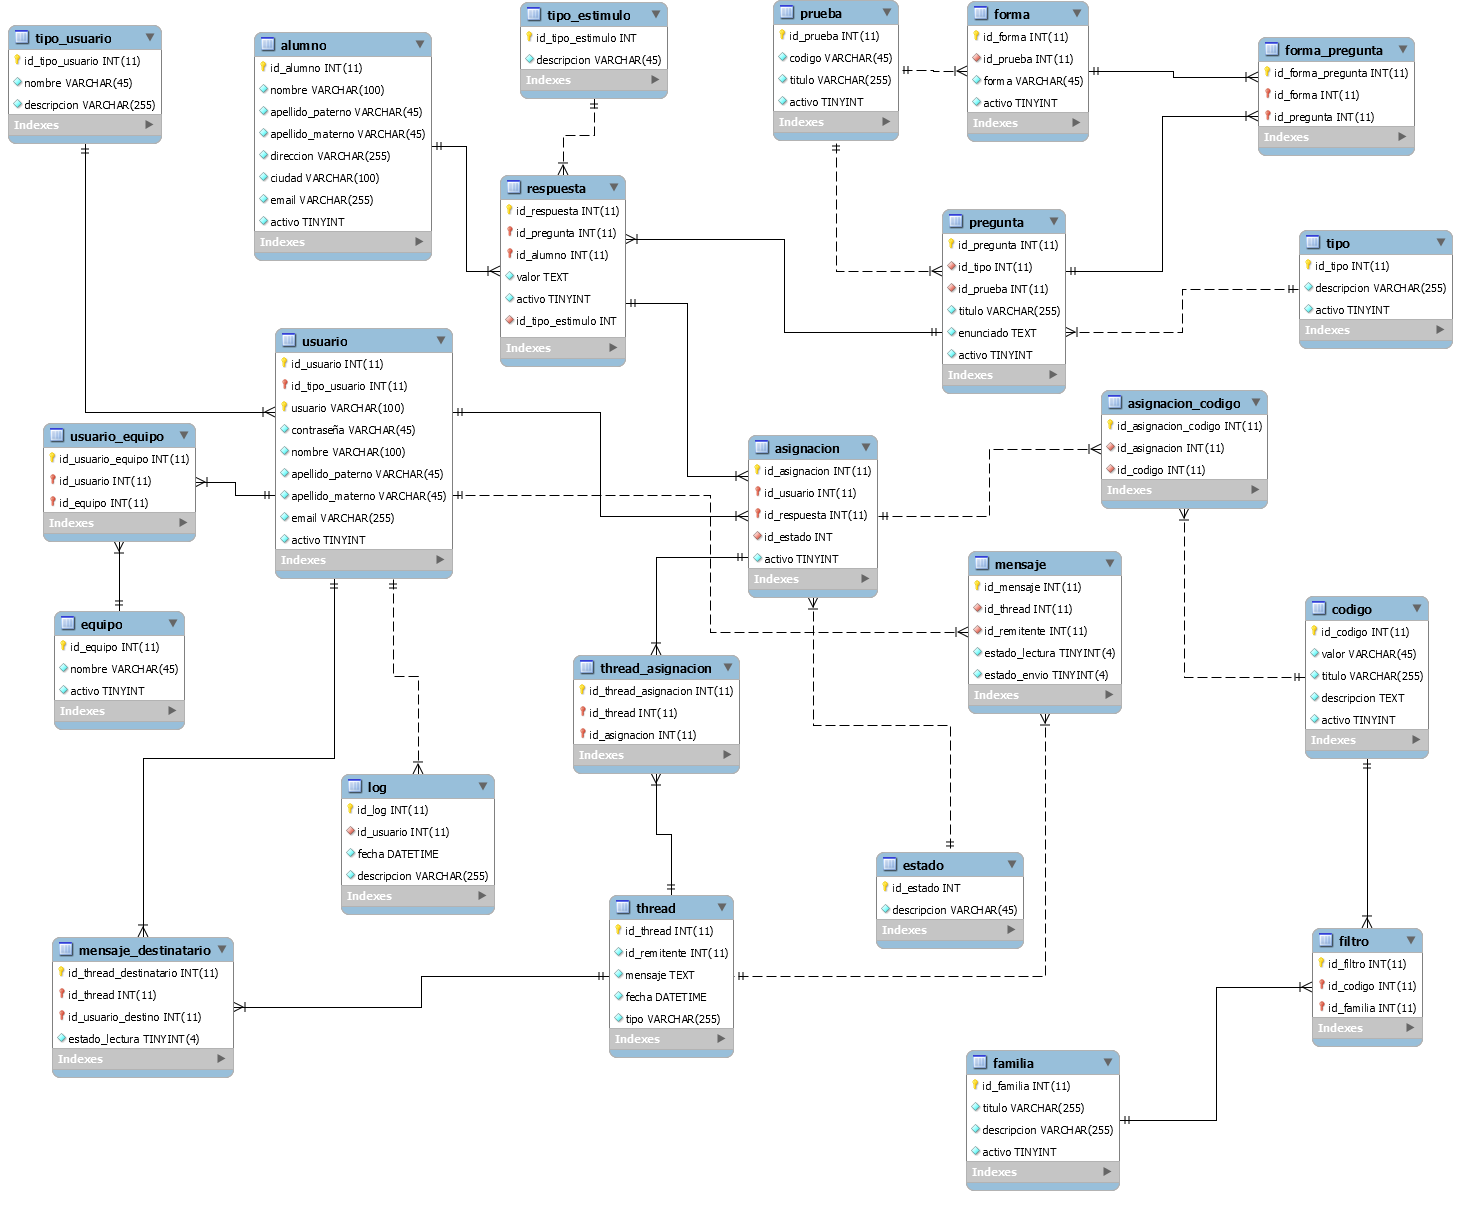 tipo_usuario
id_tipo_usuario INT(11)
nombre VARCHAR(45)
descripcion VARCHAR(255)
Indexes
alumno
id_alumno INT(11)
nombre VARCHAR(100)
apellido_paterno VARCHAR(45)
apellido_materno VARCHAR(45)
direccion VARCHAR(255)
ciudad VARCHAR(100)
email VARCHAR(255)
activo TINYINT
Indexes
tipo_estimulo
id_tipo_estimulo INT
descripcion VARCHAR(45)
Indexes
prueba
id_prueba INT(11)
codigo VARCHAR(45)
titulo VARCHAR(255)
activo TINYINT
Indexes
forma
id_forma INT(11)
id_prueba INT(11)
forma VARCHAR(45)
activo TINYINT
Indexes
forma_pregunta
id_forma_pregunta INT(11)
id_forma INT(11)
id_pregunta INT(11)
Indexes
respuesta
id_respuesta INT(11)
id_pregunta INT(11)
id_alumno INT(11)
valor TEXT
activo TINYINT
id_tipo_estimulo INT
Indexes
pregunta
id_pregunta INT(11)
id_tipo INT(11)
id_prueba INT(11)
titulo VARCHAR(255)
enunciado TEXT
activo TINYINT
Indexes
tipo
id_tipo INT(11)
descripcion VARCHAR(255)
activo TINYINT
Indexes
usuario
id_usuario INT(11)
id_tipo_usuario INT(11)
usuario VARCHAR(100)
contraseña VARCHAR(45)
nombre VARCHAR(100)
apellido_paterno VARCHAR(45)
apellido_materno VARCHAR(45)
email VARCHAR(255)
activo TINYINT
Indexes
usuario_equipo
id_usuario_equipo INT(11)
id_usuario INT(11)
id_equipo INT(11)
Indexes
asignacion
id_asignacion INT(11)
id_usuario INT(11)
id_respuesta INT(11)
id_estado INT
activo TINYINT
Indexes
asignacion_codigo
id_asignacion_codigo INT(11)
id_asignacion INT(11)
id_codigo INT(11)
Indexes
mensaje
id_mensaje INT(11)
id_thread INT(11)
id_remitente INT(11)
estado_lectura TINYINT(4)
estado_envio TINYINT(4)
Indexes
equipo
id_equipo INT(11)
nombre VARCHAR(45)
activo TINYINT
Indexes
codigo
id_codigo INT(11)
valor VARCHAR(45)
titulo VARCHAR(255)
descripcion TEXT
activo TINYINT
Indexes
thread_asignacion
id_thread_asignacion INT(11)
id_thread INT(11)
id_asignacion INT(11)
Indexes
log
id_log INT(11)
id_usuario INT(11)
fecha DATETIME
descripcion VARCHAR(255)
Indexes
estado
id_estado INT
descripcion VARCHAR(45)
Indexes
thread
id_thread INT(11)
id_remitente INT(11)
mensaje TEXT
fecha DATETIME
tipo VARCHAR(255)
Indexes
mensaje_destinatario
id_thread_destinatario INT(11)
id_thread INT(11)
id_usuario_destino INT(11)
estado_lectura TINYINT(4)
Indexes
filtro
id_filtro INT(11)
id_codigo INT(11)
id_familia INT(11)
Indexes
familia
id_familia INT(11)
titulo VARCHAR(255)
descripcion VARCHAR(255)
activo TINYINT
Indexes